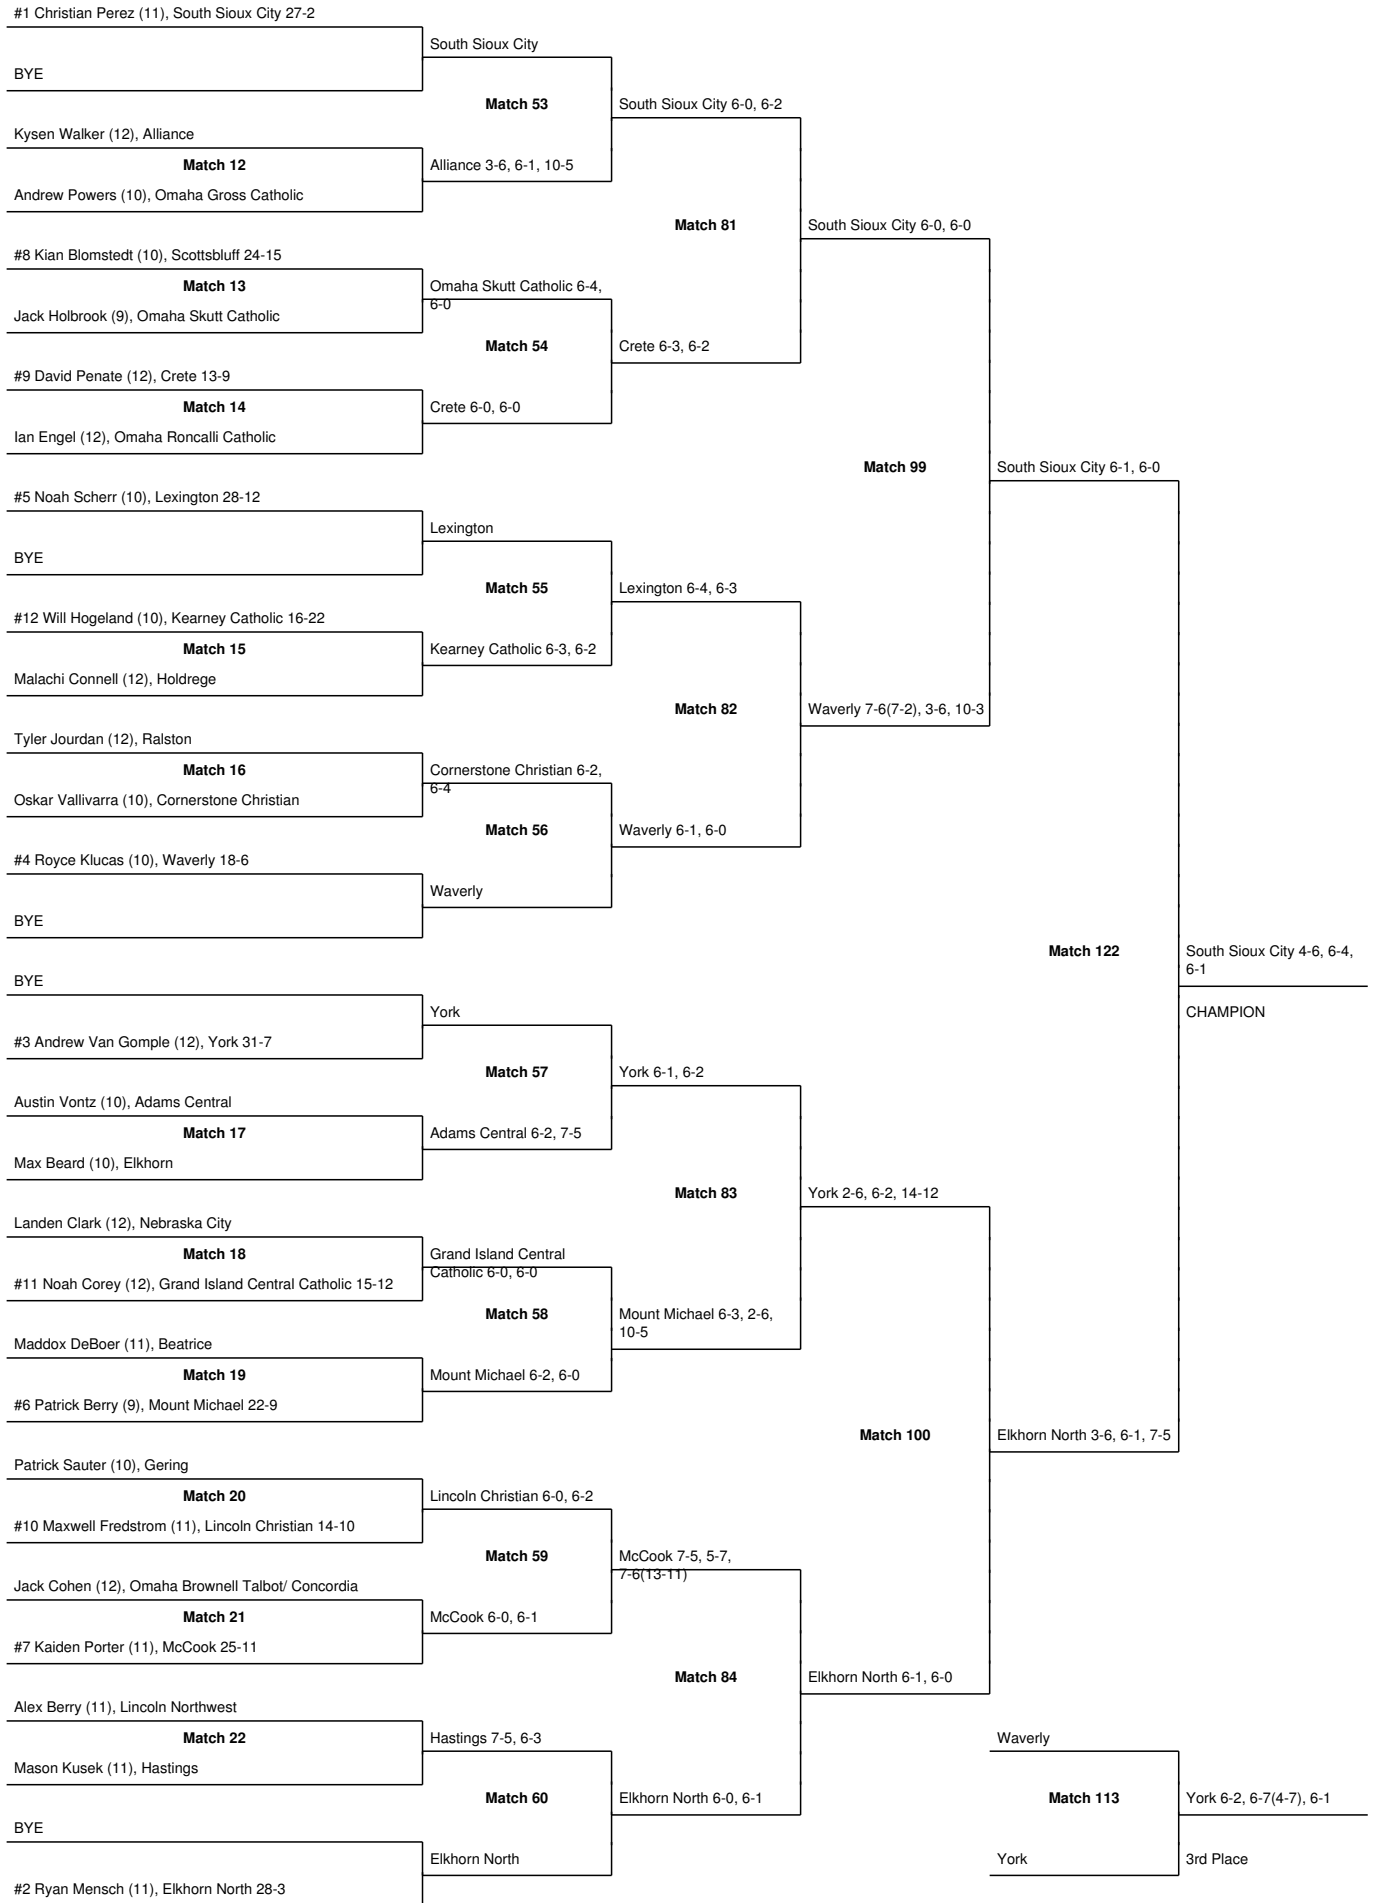 #1 Christian Perez (11), South Sioux City 27-2
South Sioux City
BYE
Match 53
South Sioux City 6-0, 6-2
Kysen Walker (12), Alliance
Match 12
Alliance 3-6, 6-1, 10-5
Andrew Powers (10), Omaha Gross Catholic
Match 81
South Sioux City 6-0, 6-0
#8 Kian Blomstedt (10), Scottsbluff 24-15
Match 13
Omaha Skutt Catholic 6-4,
6-0
Jack Holbrook (9), Omaha Skutt Catholic
Match 54
Crete 6-3, 6-2
#9 David Penate (12), Crete 13-9
Match 14
Crete 6-0, 6-0
Ian Engel (12), Omaha Roncalli Catholic
Match 99
South Sioux City 6-1, 6-0
#5 Noah Scherr (10), Lexington 28-12
Lexington
BYE
Match 55
Lexington 6-4, 6-3
#12 Will Hogeland (10), Kearney Catholic 16-22
Match 15
Kearney Catholic 6-3, 6-2
Malachi Connell (12), Holdrege
Match 82
Waverly 7-6(7-2), 3-6, 10-3
Tyler Jourdan (12), Ralston
Match 16
Cornerstone Christian 6-2,
6-4
Oskar Vallivarra (10), Cornerstone Christian
Match 56
Waverly 6-1, 6-0
#4 Royce Klucas (10), Waverly 18-6
Waverly
BYE
Match 122
South Sioux City 4-6, 6-4,
6-1
CHAMPION
BYE
York
#3 Andrew Van Gomple (12), York 31-7
Match 57
York 6-1, 6-2
Austin Vontz (10), Adams Central
Match 17
Adams Central 6-2, 7-5
Max Beard (10), Elkhorn
Match 83
York 2-6, 6-2, 14-12
Landen Clark (12), Nebraska City
Match 18
Grand Island Central
Catholic 6-0, 6-0
#11 Noah Corey (12), Grand Island Central Catholic 15-12
Match 58
Mount Michael 6-3, 2-6,
10-5
Maddox DeBoer (11), Beatrice
Match 19
Mount Michael 6-2, 6-0
#6 Patrick Berry (9), Mount Michael 22-9
Match 100
Elkhorn North 3-6, 6-1, 7-5
Patrick Sauter (10), Gering
Match 20
Lincoln Christian 6-0, 6-2
#10 Maxwell Fredstrom (11), Lincoln Christian 14-10
Match 59
McCook 7-5, 5-7,
7-6(13-11)
Jack Cohen (12), Omaha Brownell Talbot/ Concordia
Match 21
McCook 6-0, 6-1
#7 Kaiden Porter (11), McCook 25-11
Match 84
Elkhorn North 6-1, 6-0
Alex Berry (11), Lincoln Northwest
Match 22
Hastings 7-5, 6-3
Mason Kusek (11), Hastings
Match 60
Elkhorn North 6-0, 6-1
BYE
Elkhorn North
#2 Ryan Mensch (11), Elkhorn North 28-3
Waverly
Match 113
York 6-2, 6-7(4-7), 6-1
York
3rd Place